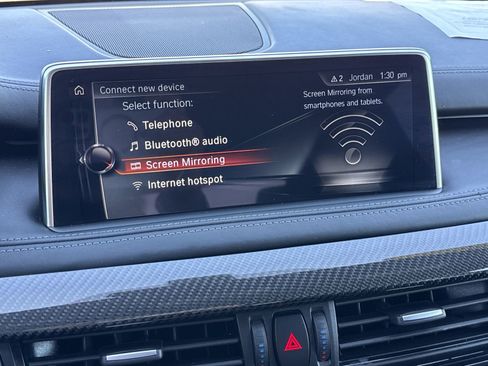 Connect new device
2 Jordan 1:30 pm
Select function:
Telephone
Bluetooth® audio
Screen Mirroring
Internet hotspot
Screen Mirroring from
smartphones and tablets.